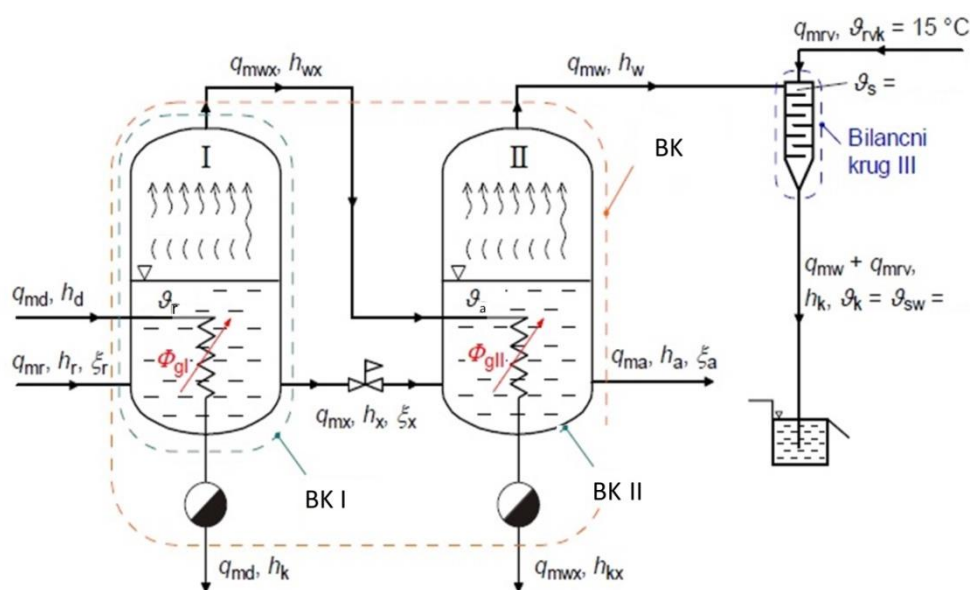 q_mrv, ϑ_rvk = 15 °C
q_mwx, h_wx
q_mw, h_w
ϑ_s =
Bilancni
krug III
BK
I
II
q_mw + q_mrv,
h_k, ϑ_k = ϑ_sw =
q_md, h_d
ϑ_r
ϑ_a
Φ_gI
Φ_gII
q_mr, h_r, ξ_r
q_ma, h_a, ξ_a
q_mx, h_x, ξ_x
BK I
BK II
q_md, h_k
q_mwx, h_kx